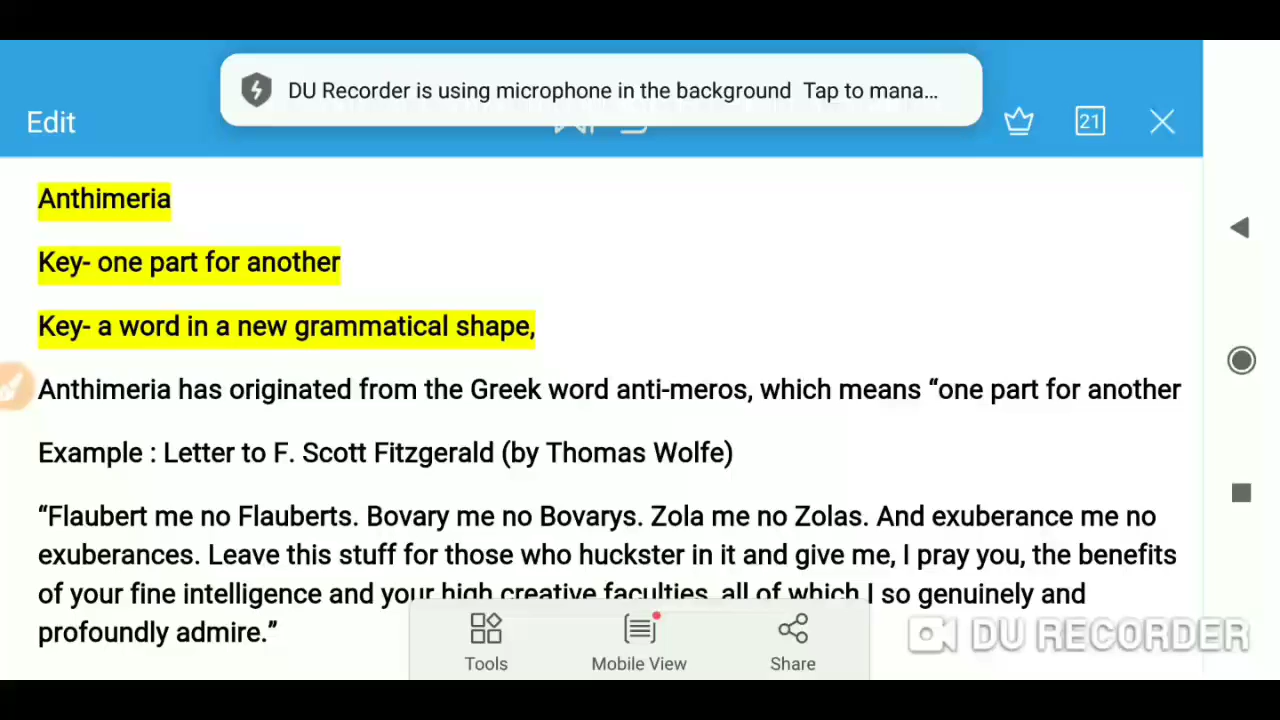 DU Recorder is using microphone in the background Tap to mana...
Edit
21
Anthimeria
Key- one part for another
Key- a word in a new grammatical shape,
Anthimeria has originated from the Greek word anti-meros, which means “one part for another
Example : Letter to F. Scott Fitzgerald (by Thomas Wolfe)
“Flaubert me no Flauberts. Bovary me no Bovarys. Zola me no Zolas. And exuberance me no
exuberances. Leave this stuff for those who huckster in it and give me, I pray you, the benefits
of your fine intelligence and your high creative faculties, all of which I so genuinely and
profoundly admire.”
Tools
Mobile View
Share
DU RECORDER